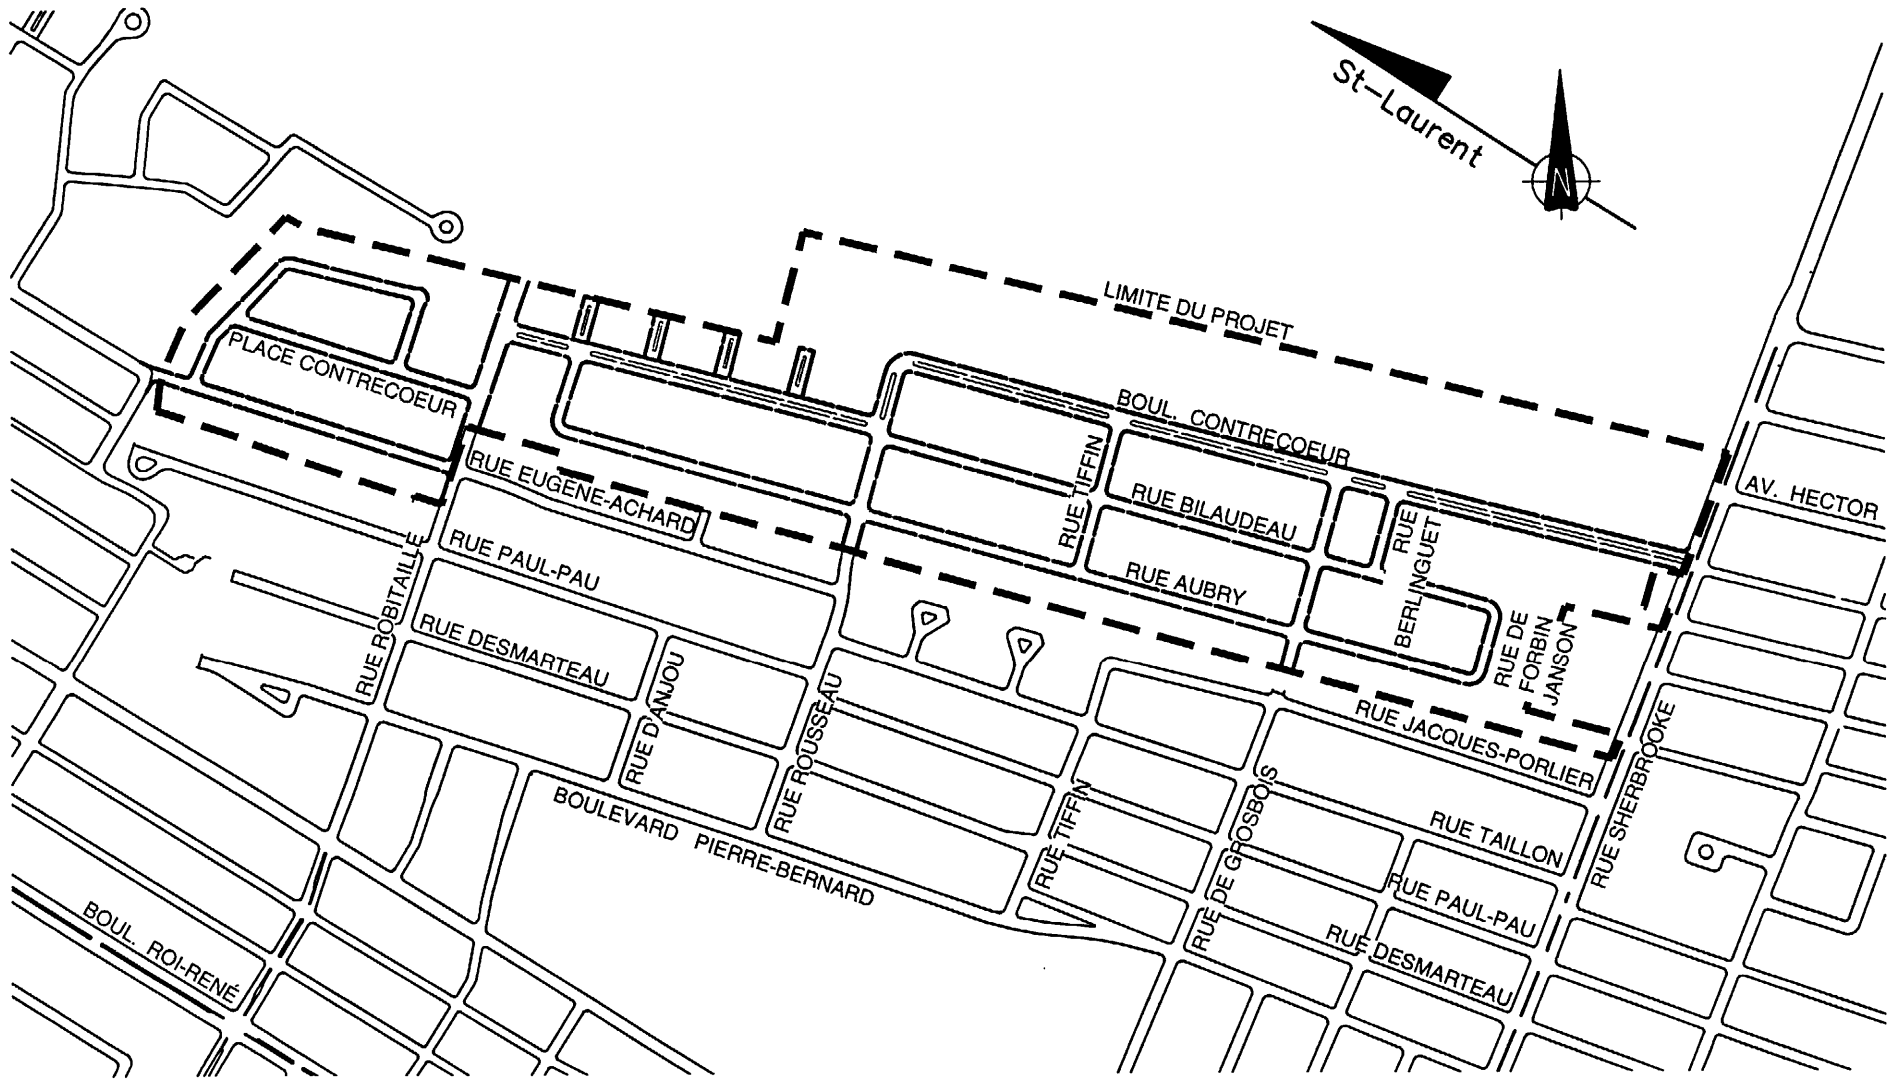 St-Laurent
N
LIMITE DU PROJET
PLACE CONTRECOEUR
BOUL. CONTRECOEUR
RUE EUGÈNE-ACHARD
RUE TIFFIN
RUE BILAUDEAU
RUE
BERLINGUET
AV. HECTOR
RUE ROBITAILLE
RUE PAUL-PAU
RUE AUBRY
RUE DESMARTEAU
RUE DE
FORBIN
JANSON
RUE D'ANJOU
RUE ROUSSEAU
RUE JACQUES-PORLIER
RUE SHERBROOKE
BOULEVARD PIERRE-BERNARD
RUE TIFFIN
RUE DE GROSBOIS
RUE TAILLON
RUE PAUL-PAU
RUE DESMARTEAU
BOUL. ROI-RENÉ